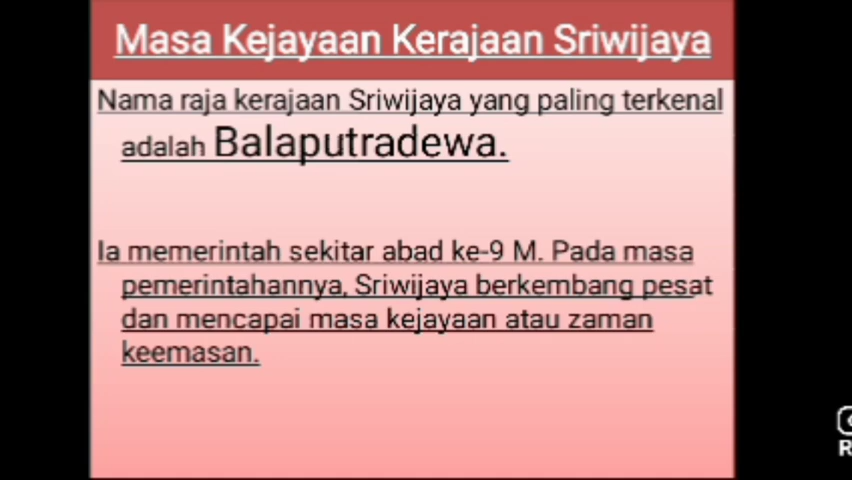 Masa Kejayaan Kerajaan Sriwijaya
Nama raja kerajaan Sriwijaya yang paling terkenal
adalah Balaputradewa.
Ia memerintah sekitar abad ke-9 M. Pada masa
pemerintahannya, Sriwijaya berkembang pesat
dan mencapai masa kejayaan atau zaman
keemasan.